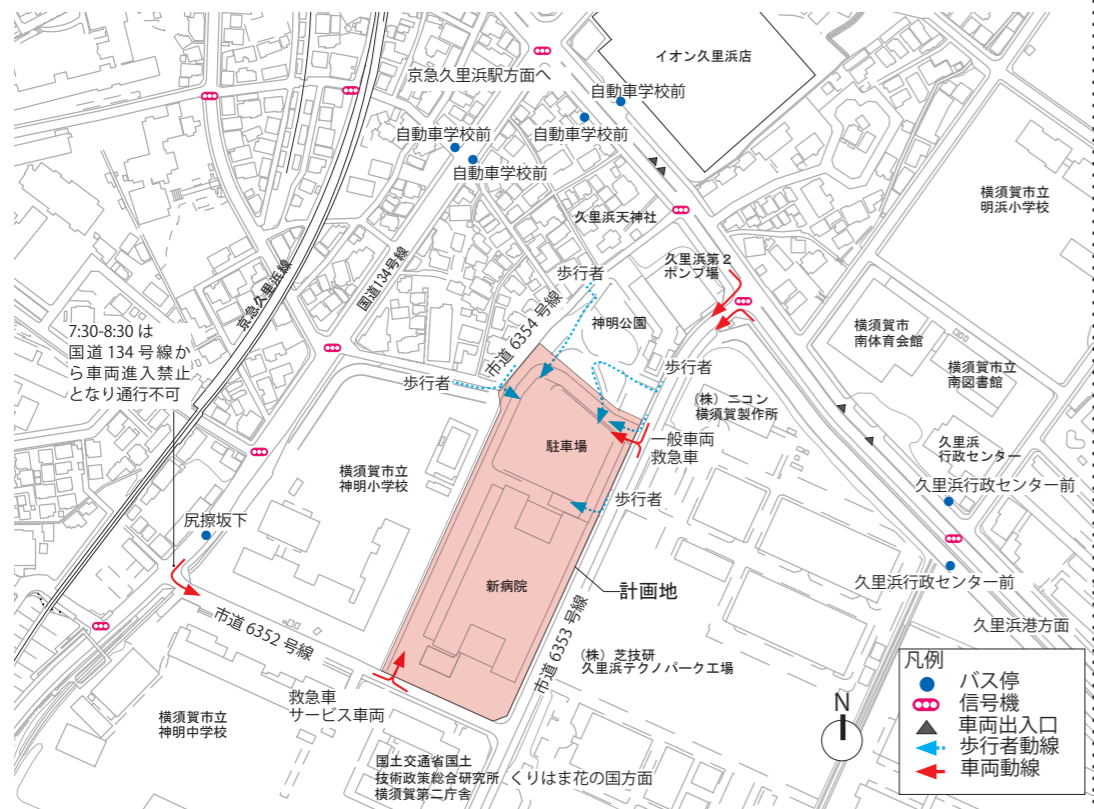 イオン久里浜店
京急久里浜駅方面へ
自動車学校前
自動車学校前
自動車学校前
自動車学校前
横須賀市立
明浜小学校
久里浜天神社
久里浜第2
ポンプ場
歩行者
国道134号線
京急久里浜線
市道 6354 号線
神明公園
7:30-8:30 は
国道 134 号線か
ら車両進入禁止
となり通行不可
横須賀市
南体育会館
横須賀市立
南図書館
歩行者
歩行者
(株)ニコン
横須賀製作所
一般車両
救急車
駐車場
久里浜
行政センター
久里浜行政センター前
横須賀市立
神明小学校
歩行者
尻擦坂下
新病院
計画地
久里浜行政センター前
市道 6352 号線
市道 6353 号線
久里浜港方面
(株)芝技研
久里浜テクノパーク工場
救急車
サービス車両
横須賀市立
神明中学校
国土交通省国土
技術政策総合研究所
横須賀第二庁舎
くりはま花の国方面
N
凡例
バス停
信号機
車両出入口
歩行者動線
車両動線